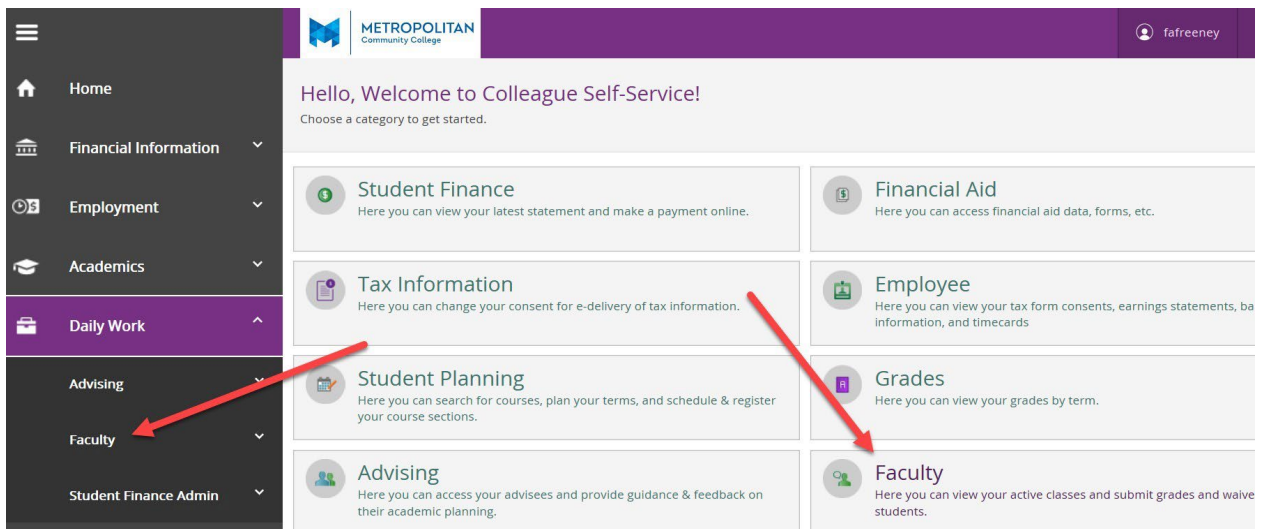 METROPOLITAN
Community College
fafreeney
Home
Financial Information
Employment
Academics
Daily Work
Advising
Faculty
Student Finance Admin
Hello, Welcome to Colleague Self-Service!
Choose a category to get started.
Student Finance
Here you can view your latest statement and make a payment online.
Financial Aid
Here you can access financial aid data, forms, etc.
Tax Information
Here you can change your consent for e-delivery of tax information.
Employee
Here you can view your tax form consents, earnings statements, ba
information, and timecards
Student Planning
Here you can search for courses, plan your terms, and schedule & register
your course sections.
Grades
Here you can view your grades by term.
Advising
Here you can access your advisees and provide guidance & feedback on
their academic planning.
Faculty
Here you can view your active classes and submit grades and waive
students.